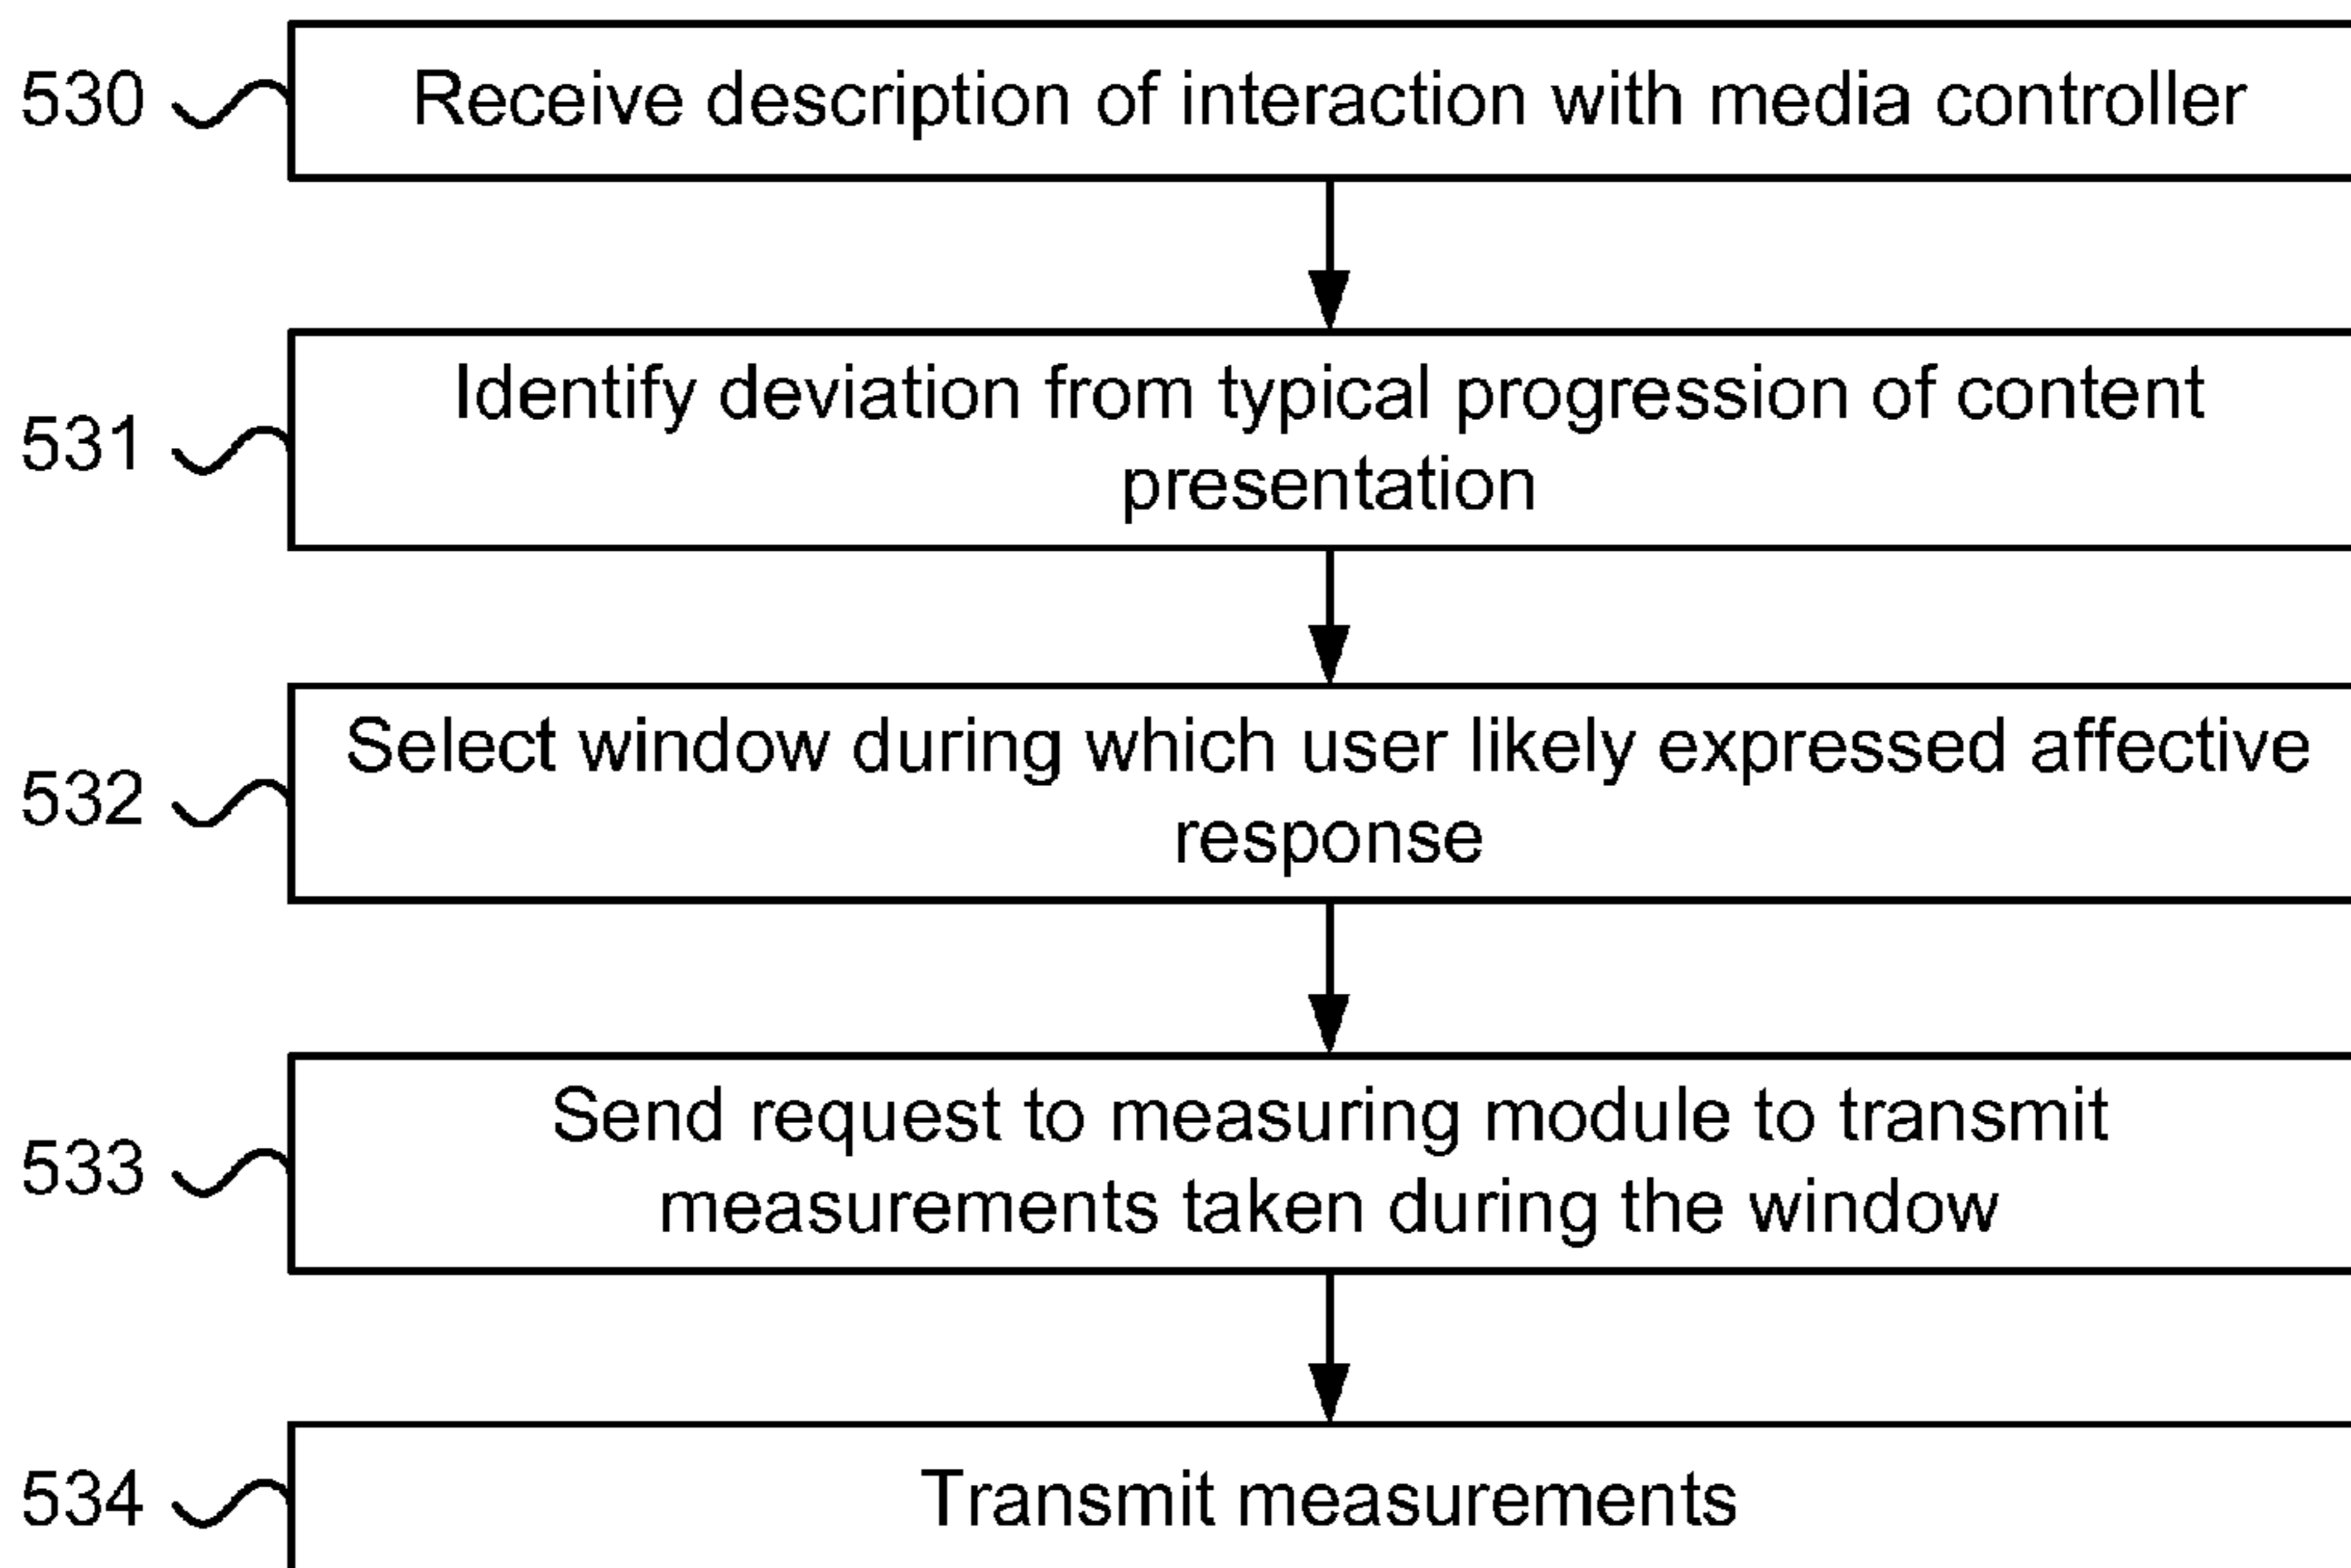 530
Receive description of interaction with media controller
531
Identify deviation from typical progression of content
presentation
532
Select window during which user likely expressed affective
response
533
Send request to measuring module to transmit
measurements taken during the window
534
Transmit measurements